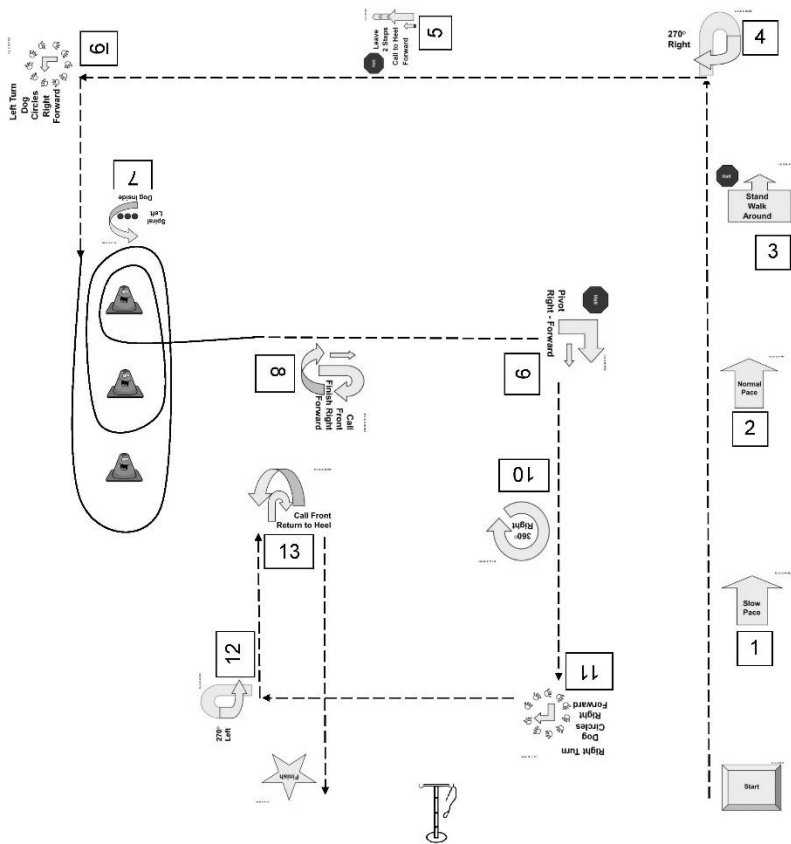 Start
1
Slow
Pace
2
Normal
Pace
3
Halt
Stand
Walk
Around
4
270°
Right
5
Halt
Leave
2 Steps
Call to Heel
Forward
6
Left Turn
Dog
Circles
Right
Forward
7
Spiral
Left
Dog Inside
8
Call
Front
Finish Right
Forward
9
Halt
Pivot
Right - Forward
10
360°
Right
11
Right Turn
Dog
Circles
Right
Forward
12
270°
Left
13
Call Front
Return to Heel
Finish